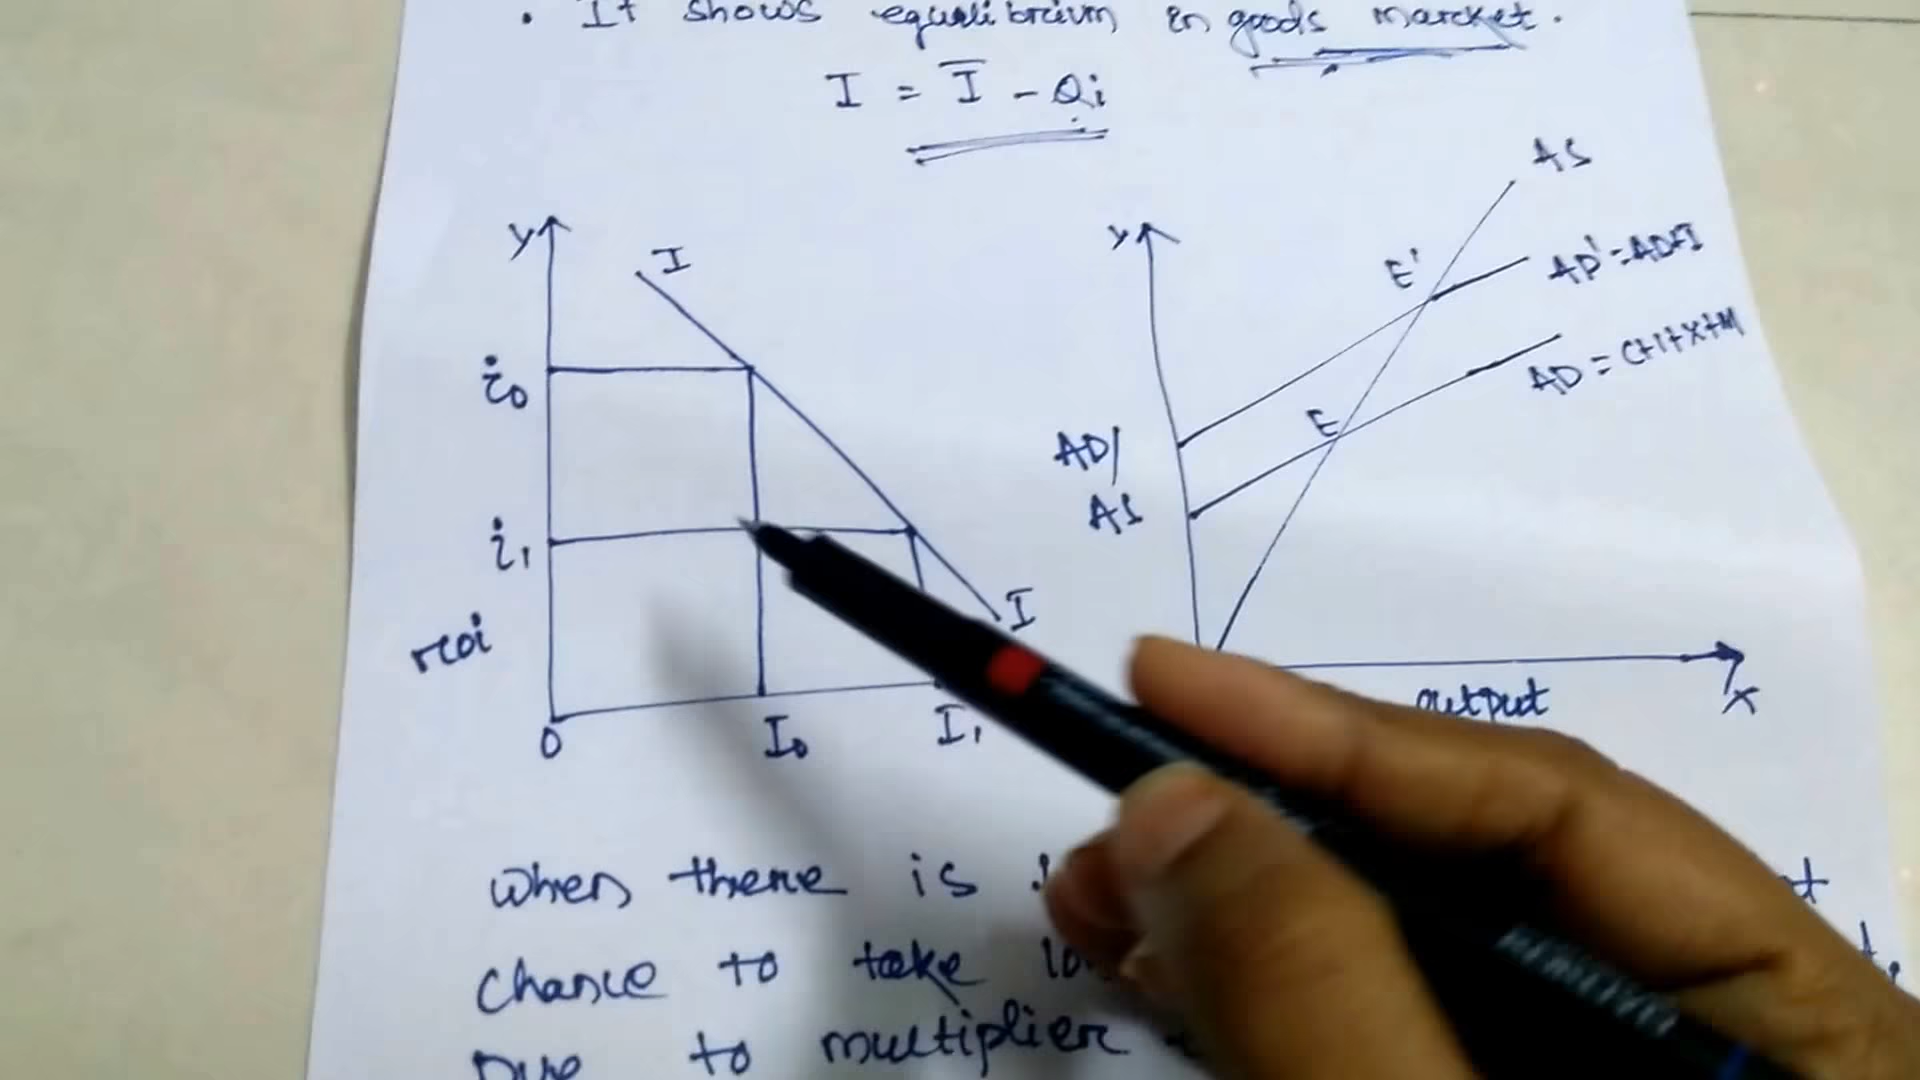 . It shows equilibrium in goods market.
I = Ī - Qi
Y
I
i0
i1
roi
0
I0
I1
I
Y
AS
E'
AD' = AD+I
AD = C+I+X+M
E
AD/
AS
output
X
When there is
chance to take
Due to multiplier